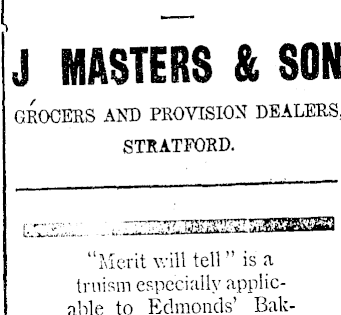 J MASTERS & SON
GROCERS AND PROVISION DEALERS,
STRATFORD.
"Merit will tell" is a
truism especially applic-
able to Edmonds' Bak-